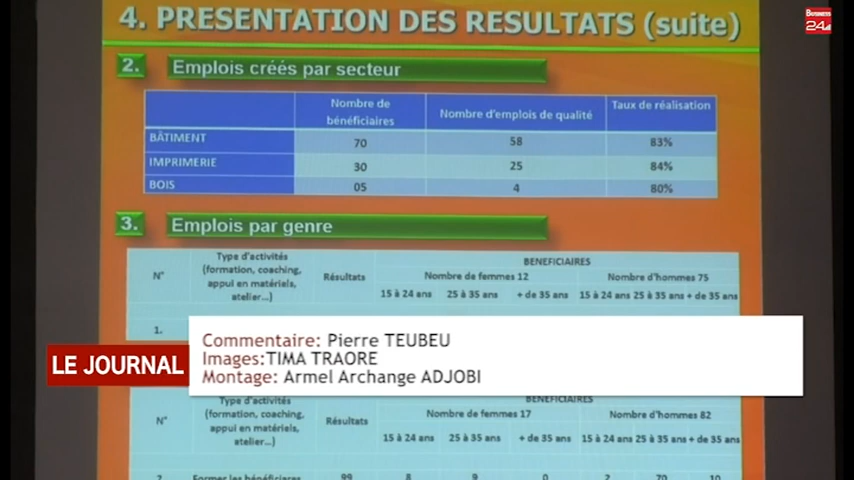 4. PRESENTATION DES RESULTATS (suite)
BUSINESS
24
2. Emplois créés par secteur
Nombre de bénéficiaires Nombre d'emplois de qualité Taux de réalisation
BÂTIMENT 70 58 83%
IMPRIMERIE 30 25 84%
BOIS 05 4 80%
3. Emplois par genre
N° Type d'activités (formation, coaching, appui en matériels, atelier...) Résultats BENEFICIAIRES
Nombre de femmes 12 Nombre d'hommes 75
15 à 24 ans 25 à 35 ans + de 35 ans 15 à 24 ans 25 à 35 ans + de 35 ans
1.
LE JOURNAL
Commentaire: Pierre TEUBEU
Images:TIMA TRAORE
Montage: Armel Archange ADJOBI
N° Type d'activités (formation, coaching, appui en matériels, atelier...) Résultats BENEFICIAIRES
Nombre de femmes 17 Nombre d'hommes 82
15 à 24 ans 25 à 35 ans + de 35 ans 15 à 24 ans 25 à 35 ans + de 35 ans
Former les bénéficiaires 99 8 9 0 2 70 10